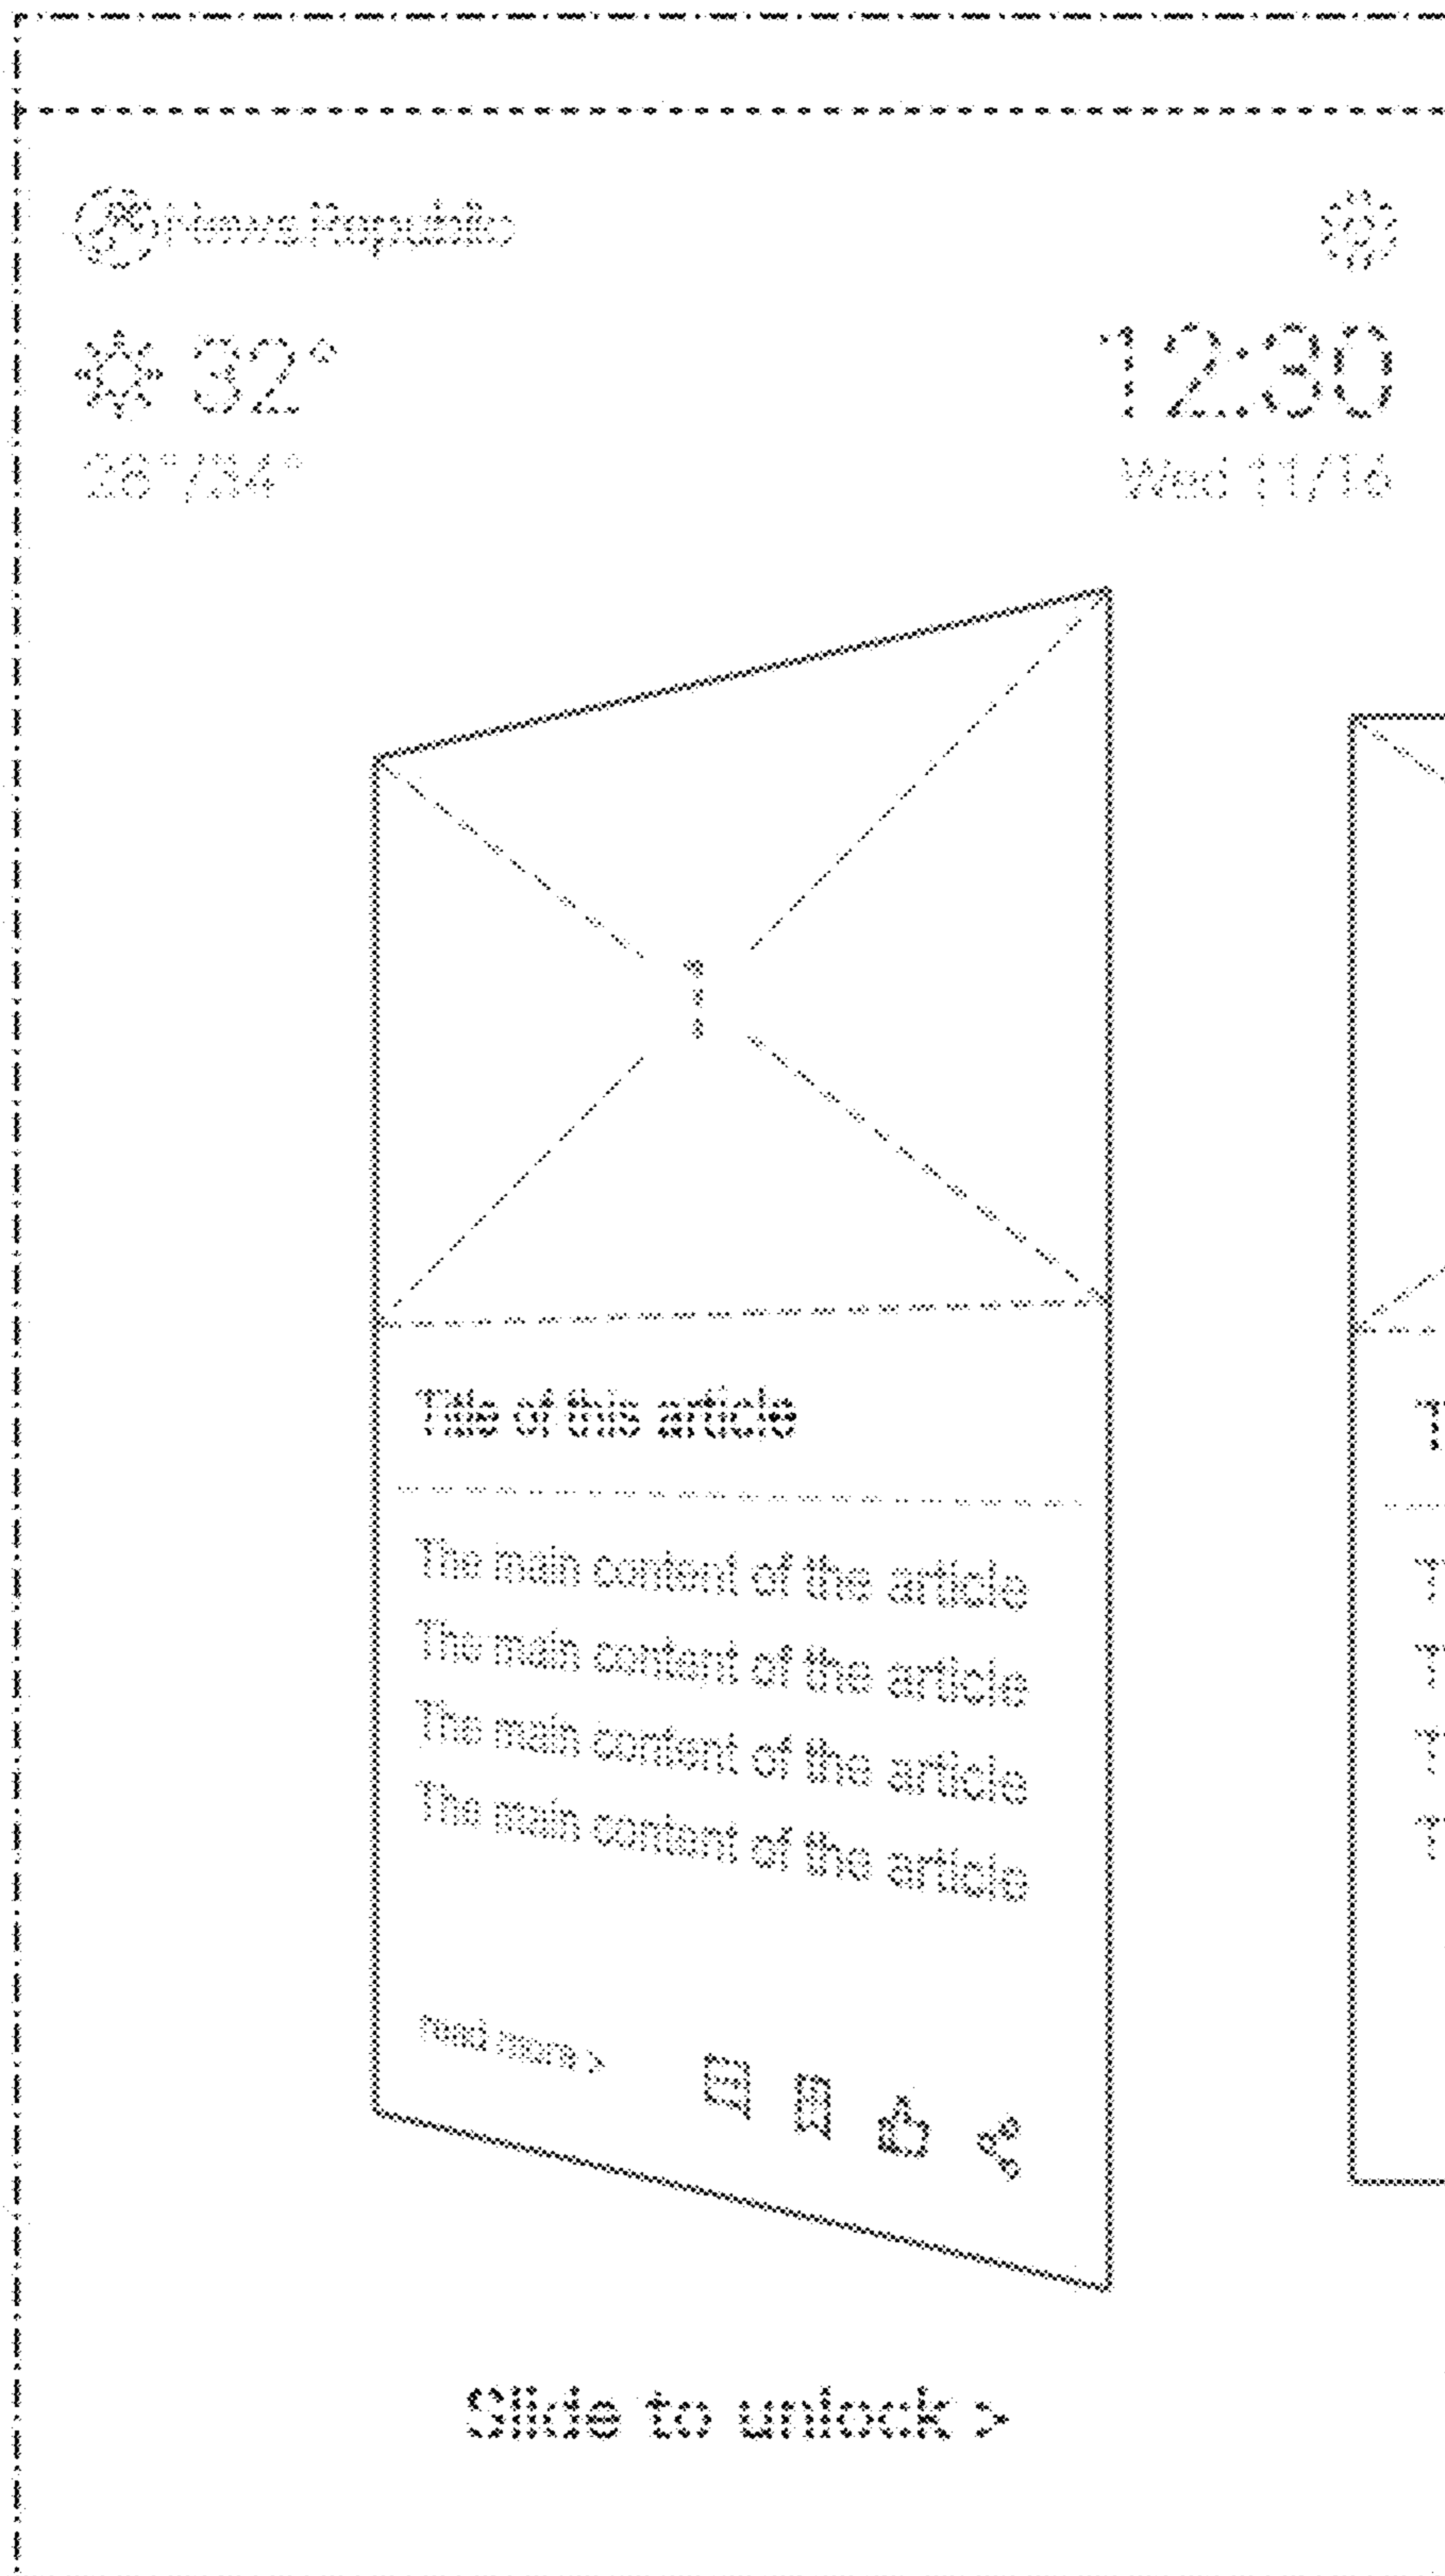 News Republic
32° 12:30
26°/34° Wed 11/16
1
Title of this article
The main content of the article
The main content of the article
The main content of the article
The main content of the article
read more >
T
T
T
T
T
Slide to unlock >